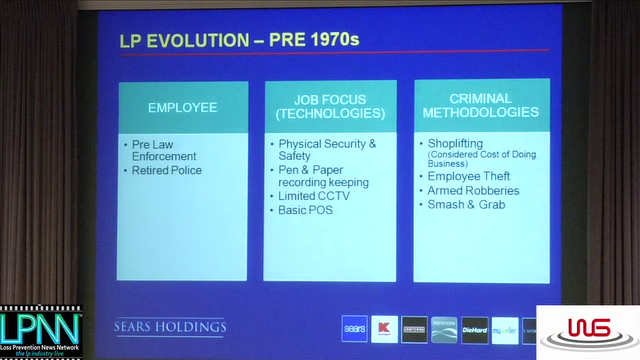 LP EVOLUTION – PRE 1970s
EMPLOYEE
• Pre Law
Enforcement
• Retired Police
JOB FOCUS
(TECHNOLOGIES)
• Physical Security &
Safety
• Pen & Paper
recording keeping
• Limited CCTV
• Basic POS
CRIMINAL
METHODOLOGIES
• Shoplifting
(Considered Cost of Doing
Business)
• Employee Theft
• Armed Robberies
• Smash & Grab
SEARS HOLDINGS
sears
DieHard
LPNN
Loss Prevention News Network
the lp industry live